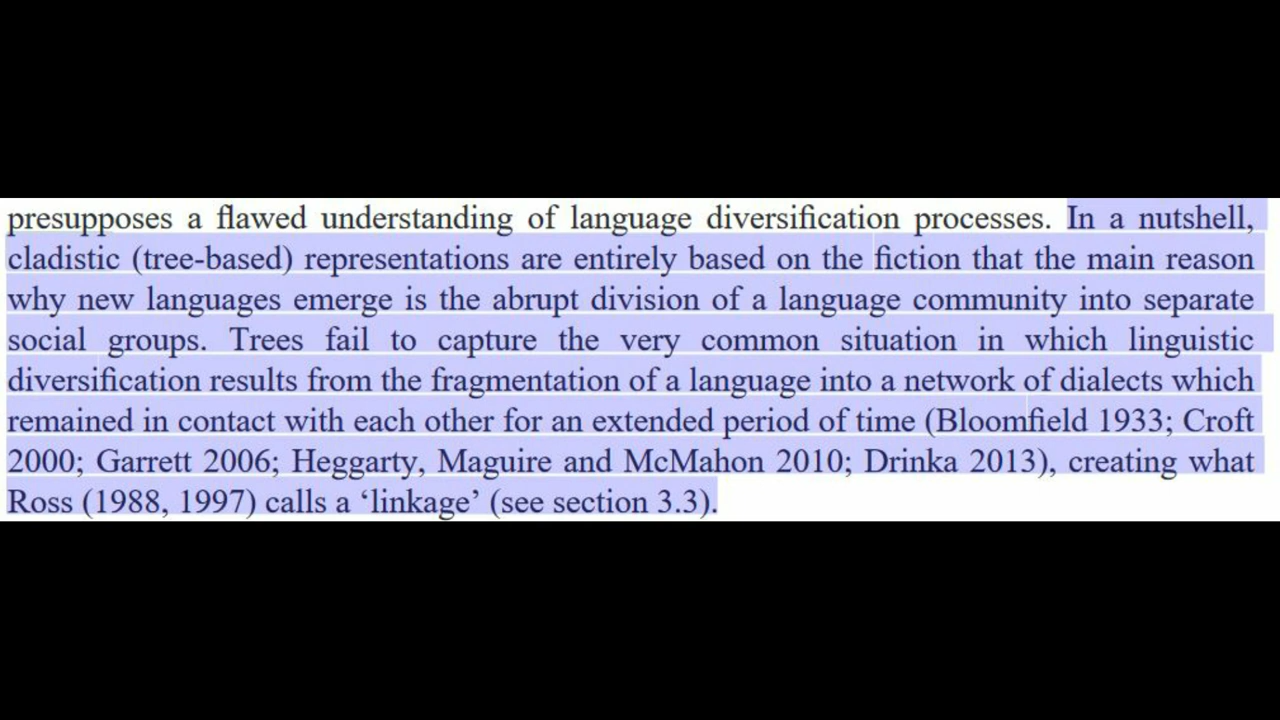 presupposes a flawed understanding of language diversification processes. In a nutshell,
cladistic (tree-based) representations are entirely based on the fiction that the main reason
why new languages emerge is the abrupt division of a language community into separate
social groups. Trees fail to capture the very common situation in which linguistic
diversification results from the fragmentation of a language into a network of dialects which
remained in contact with each other for an extended period of time (Bloomfield 1933; Croft
2000; Garrett 2006; Heggarty, Maguire and McMahon 2010; Drinka 2013), creating what
Ross (1988, 1997) calls a ‘linkage’ (see section 3.3).